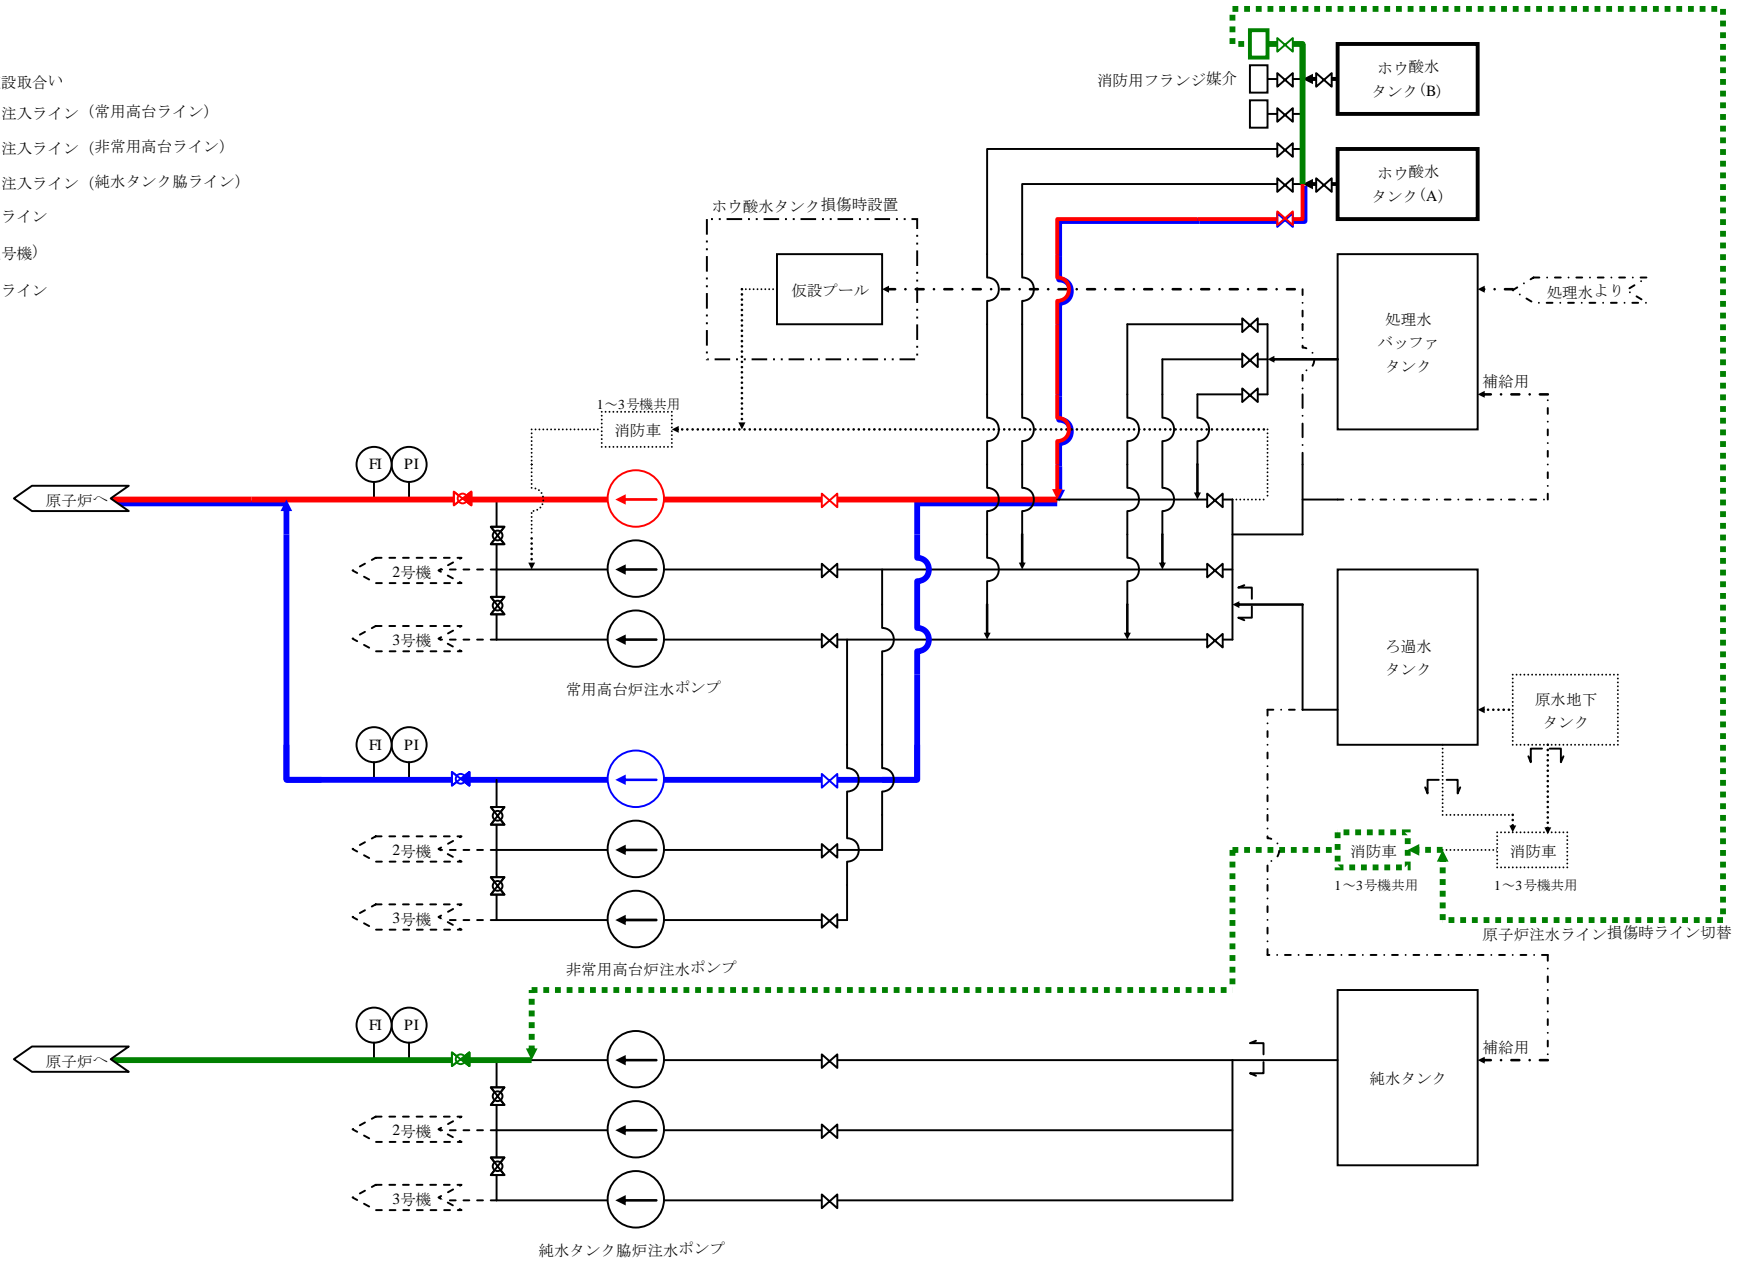 設取合い
注入ライン（常用高台ライン）
注入ライン（非常用高台ライン）
注入ライン（純水タンク脇ライン）
ライン
号機）
ライン
消防用フランジ媒介
ホウ酸水
タンク(B)
ホウ酸水
タンク(A)
ホウ酸水タンク損傷時設置
仮設プール
処理水
バッファ
タンク
処理水より
補給用
1～3号機共用
消防車
FI
PI
原子炉へ
2号機
3号機
常用高台炉注水ポンプ
ろ過水
タンク
原水地下
タンク
FI
PI
2号機
3号機
非常用高台炉注水ポンプ
消防車
1～3号機共用
消防車
1～3号機共用
原子炉注水ライン損傷時ライン切替
FI
PI
原子炉へ
2号機
3号機
純水タンク脇炉注水ポンプ
補給用
純水タンク